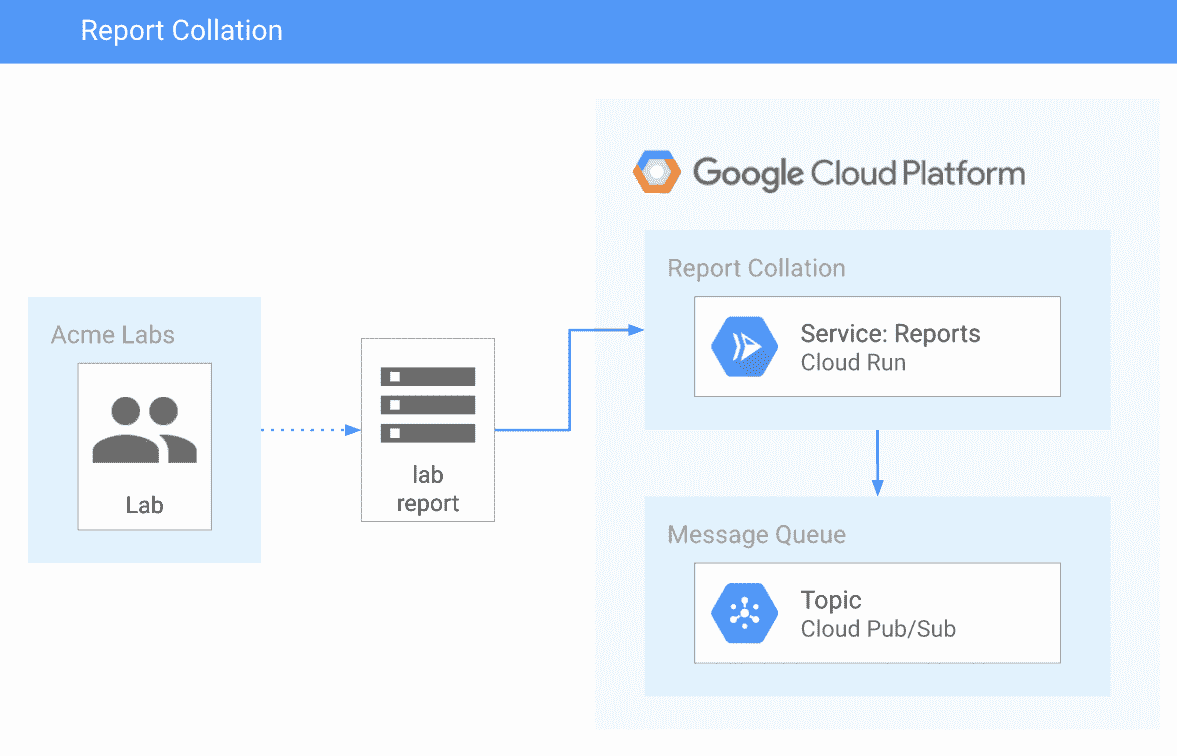 Report Collation
Google Cloud Platform
Report Collation
Service: Reports
Cloud Run
Acme Labs
Lab
lab
report
Message Queue
Topic
Cloud Pub/Sub